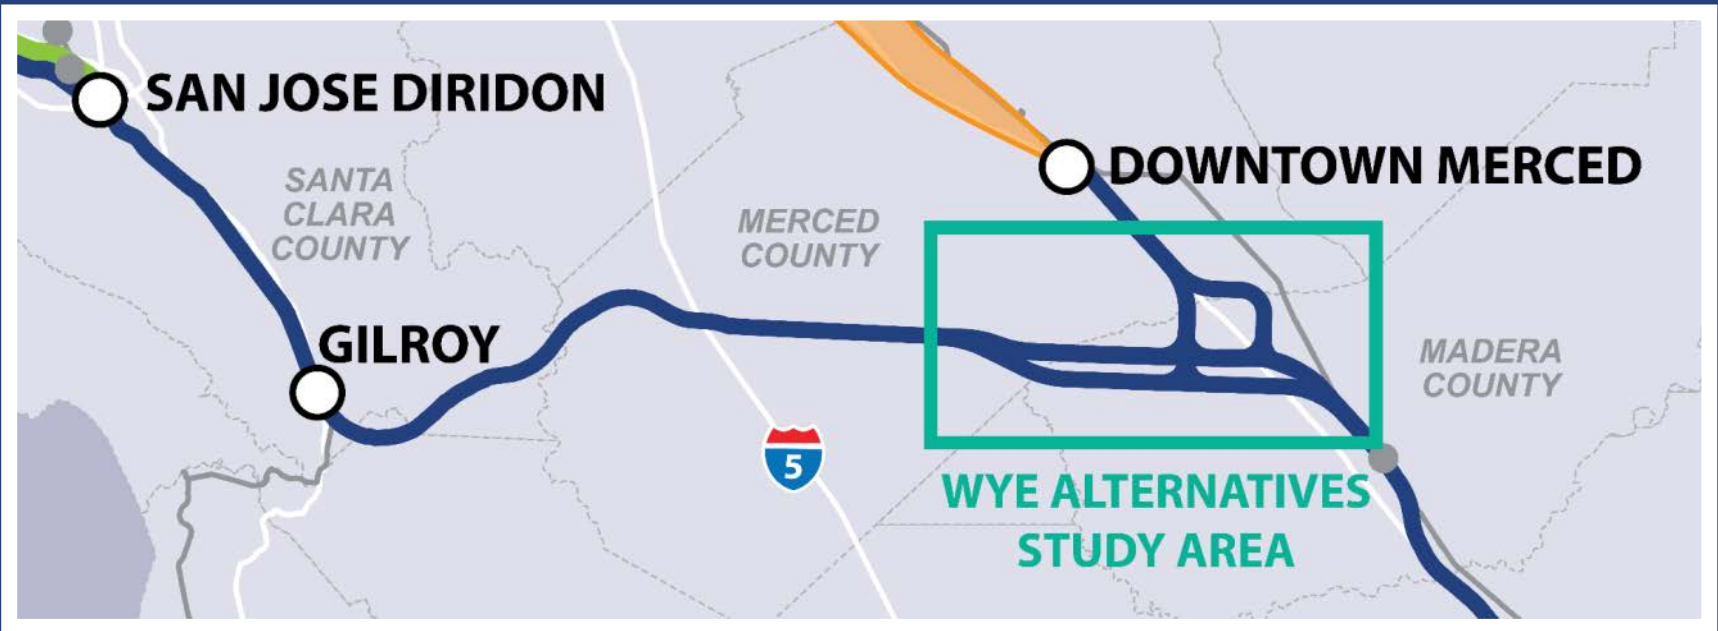 SAN JOSE DIRIDON
DOWNTOWN MERCED
SANTA
CLARA
COUNTY
MERCED
COUNTY
GILROY
MADERA
COUNTY
5
WYE ALTERNATIVES
STUDY AREA